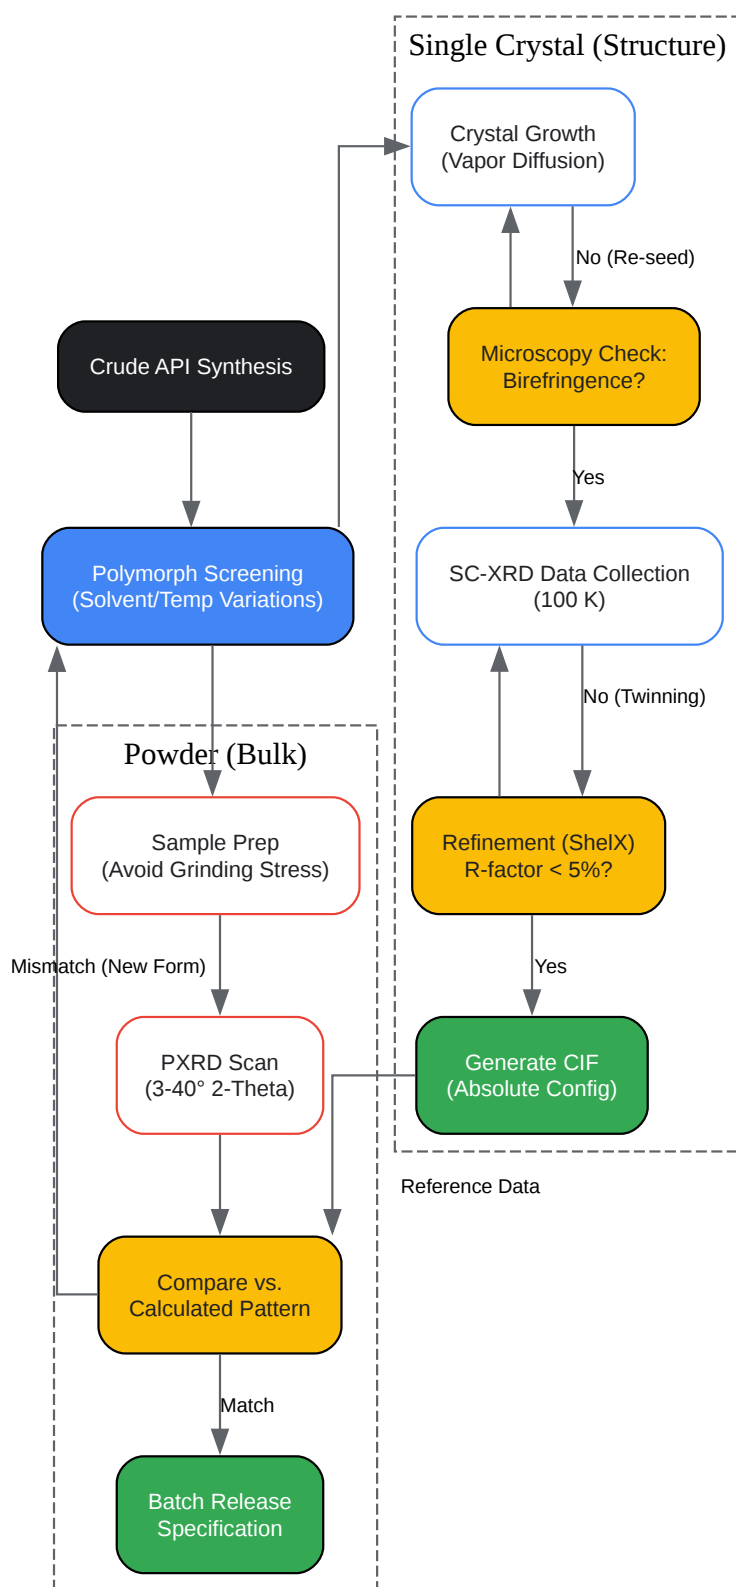 Single Crystal (Structure)
Crystal Growth
(Vapor Diffusion)
No (Re-seed)
Crude API Synthesis
Microscopy Check:
Birefringence?
Yes
Polymorph Screening
(Solvent/Temp Variations)
SC-XRD Data Collection
(100 K)
No (Twinning)
Powder (Bulk)
Sample Prep
(Avoid Grinding Stress)
Refinement (ShelX)
R-factor < 5%?
Mismatch (New Form)
Yes
PXRD Scan
(3-40° 2-Theta)
Generate CIF
(Absolute Config)
Reference Data
Compare vs.
Calculated Pattern
Match
Batch Release
Specification